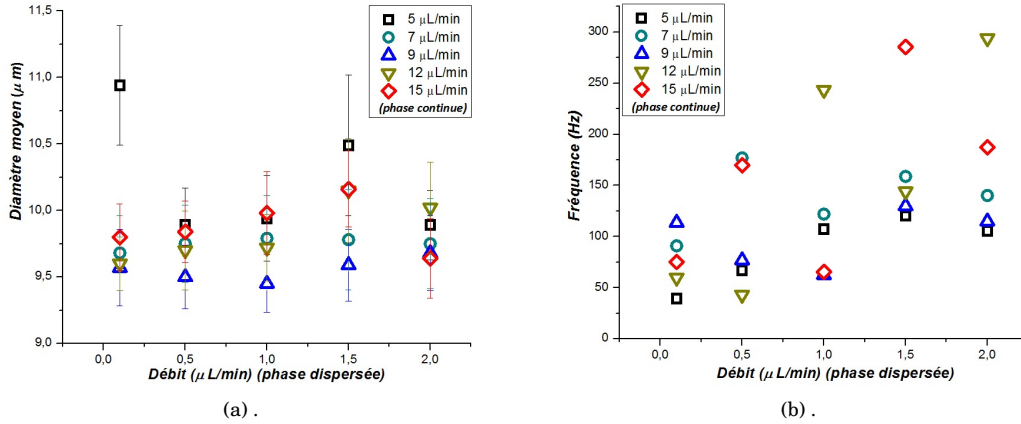 (a)
11,5
11,0
10,5
10,0
9,5
9,0
Diamètre moyen (μ m)
5 μL/min
7 μL/min
9 μL/min
12 μL/min
15 μL/min
(phase continue)
0,0 0,5 1,0 1,5 2,0
Débit (μ L/min) (phase dispersée)
(a) .
(b)
300
250
200
150
100
50
0
Fréquence (Hz)
5 μL/min
7 μL/min
9 μL/min
12 μL/min
15 μL/min
(phase continue)
0,0 0,5 1,0 1,5 2,0
Débit (μ L/min) (phase dispersée)
(b) .